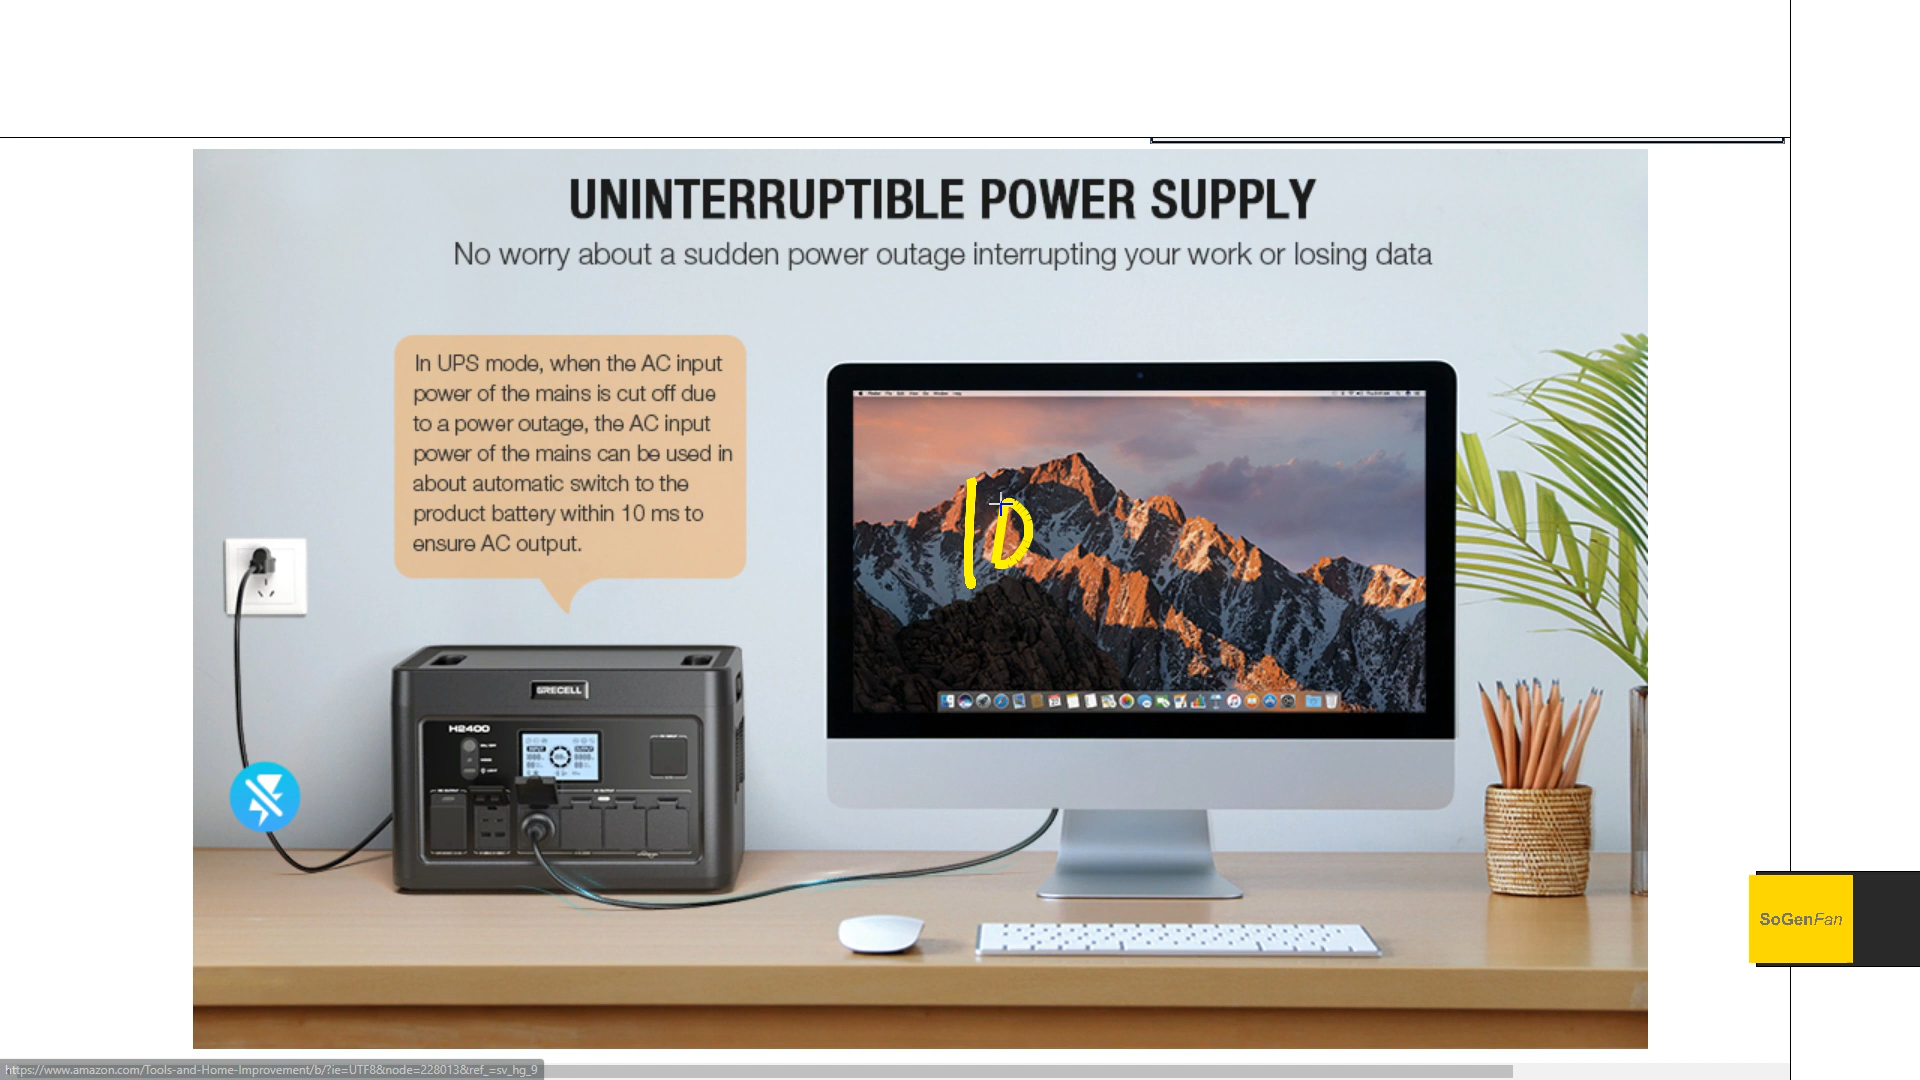 UNINTERRUPTIBLE POWER SUPPLY
No worry about a sudden power outage interrupting your work or losing data
In UPS mode, when the AC input
power of the mains is cut off due
to a power outage, the AC input
power of the mains can be used in
about automatic switch to the
product battery within 10 ms to
ensure AC output.
10
GRECELL
H2400
SoGenFan
https://www.amazon.com/Tools-and-Home-Improvement/b/?ie=UTF8&node=228013&ref_=sv_hg_9